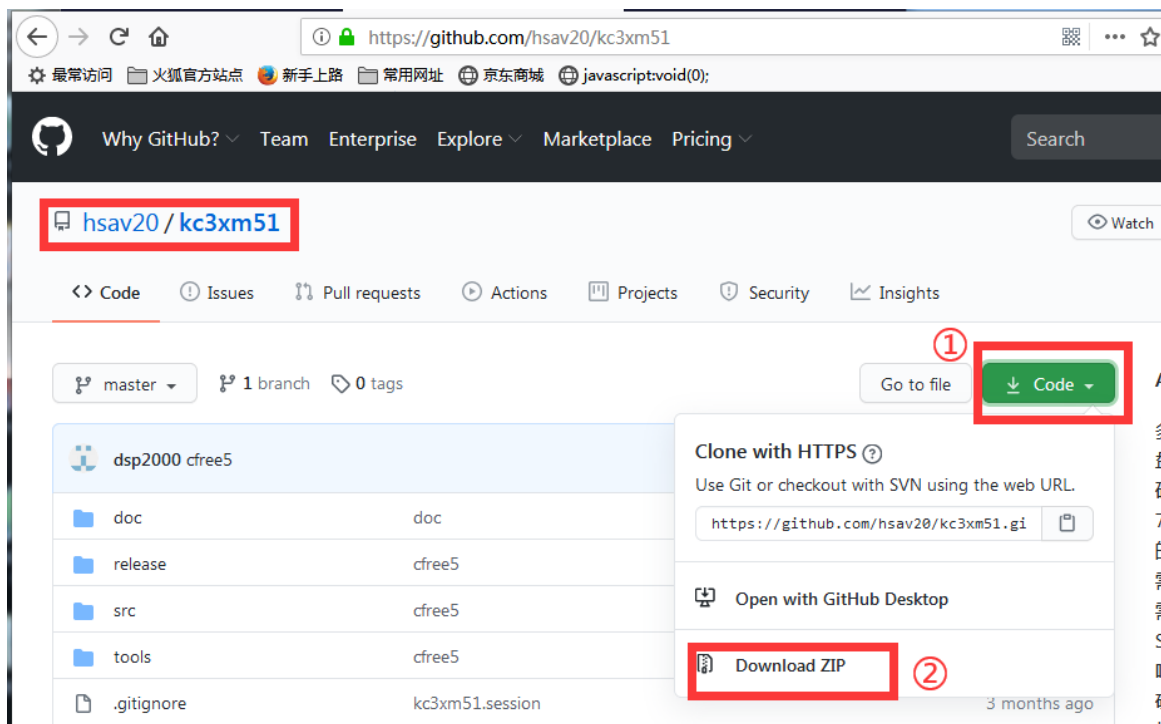 https://github.com/hsav20/kc3xm51
最常访问 火狐官方站点 新手上路 常用网址 京东商城 javascript:void(0);
Why GitHub? Team Enterprise Explore Marketplace Pricing Search
hsav20 / kc3xm51 Watch
Code Issues Pull requests Actions Projects Security Insights
①
master 1 branch 0 tags Go to file Code
dsp2000 cfree5
Clone with HTTPS
Use Git or checkout with SVN using the web URL.
doc doc
https://github.com/hsav20/kc3xm51.gi
release cfree5
src cfree5
Open with GitHub Desktop
tools cfree5
Download ZIP ②
.gitignore kc3xm51.session 3 months ago